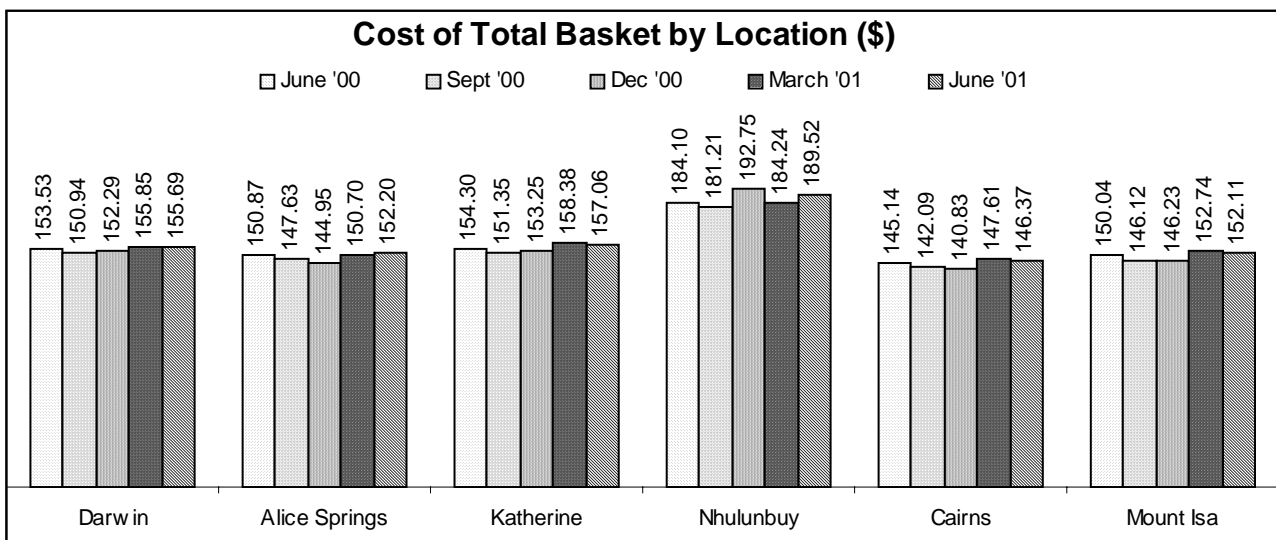 Cost of Total Basket by Location ($)
June '00 Sept '00 Dec '00 March '01 June '01
153.53 150.94 152.29 155.85 155.69
150.87 147.63 144.95 150.70 152.20
154.30 151.35 153.25 158.38 157.06
184.10 181.21 192.75 184.24 189.52
145.14 142.09 140.83 147.61 146.37
150.04 146.12 146.23 152.74 152.11
Darwin Alice Springs Katherine Nhulunbuy Cairns Mount Isa